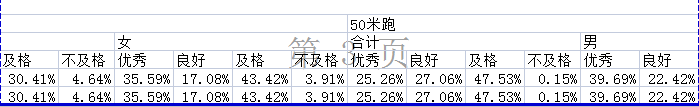 50米跑
女 合计 男
及格 不及格 优秀 良好 及格 不及格 优秀 良好 及格 不及格 优秀 良好
30.41% 4.64% 35.59% 17.08% 43.42% 3.91% 25.26% 27.06% 47.53% 0.15% 39.69% 22.42%
30.41% 4.64% 35.59% 17.08% 43.42% 3.91% 25.26% 27.06% 47.53% 0.15% 39.69% 22.42%
第 3 页